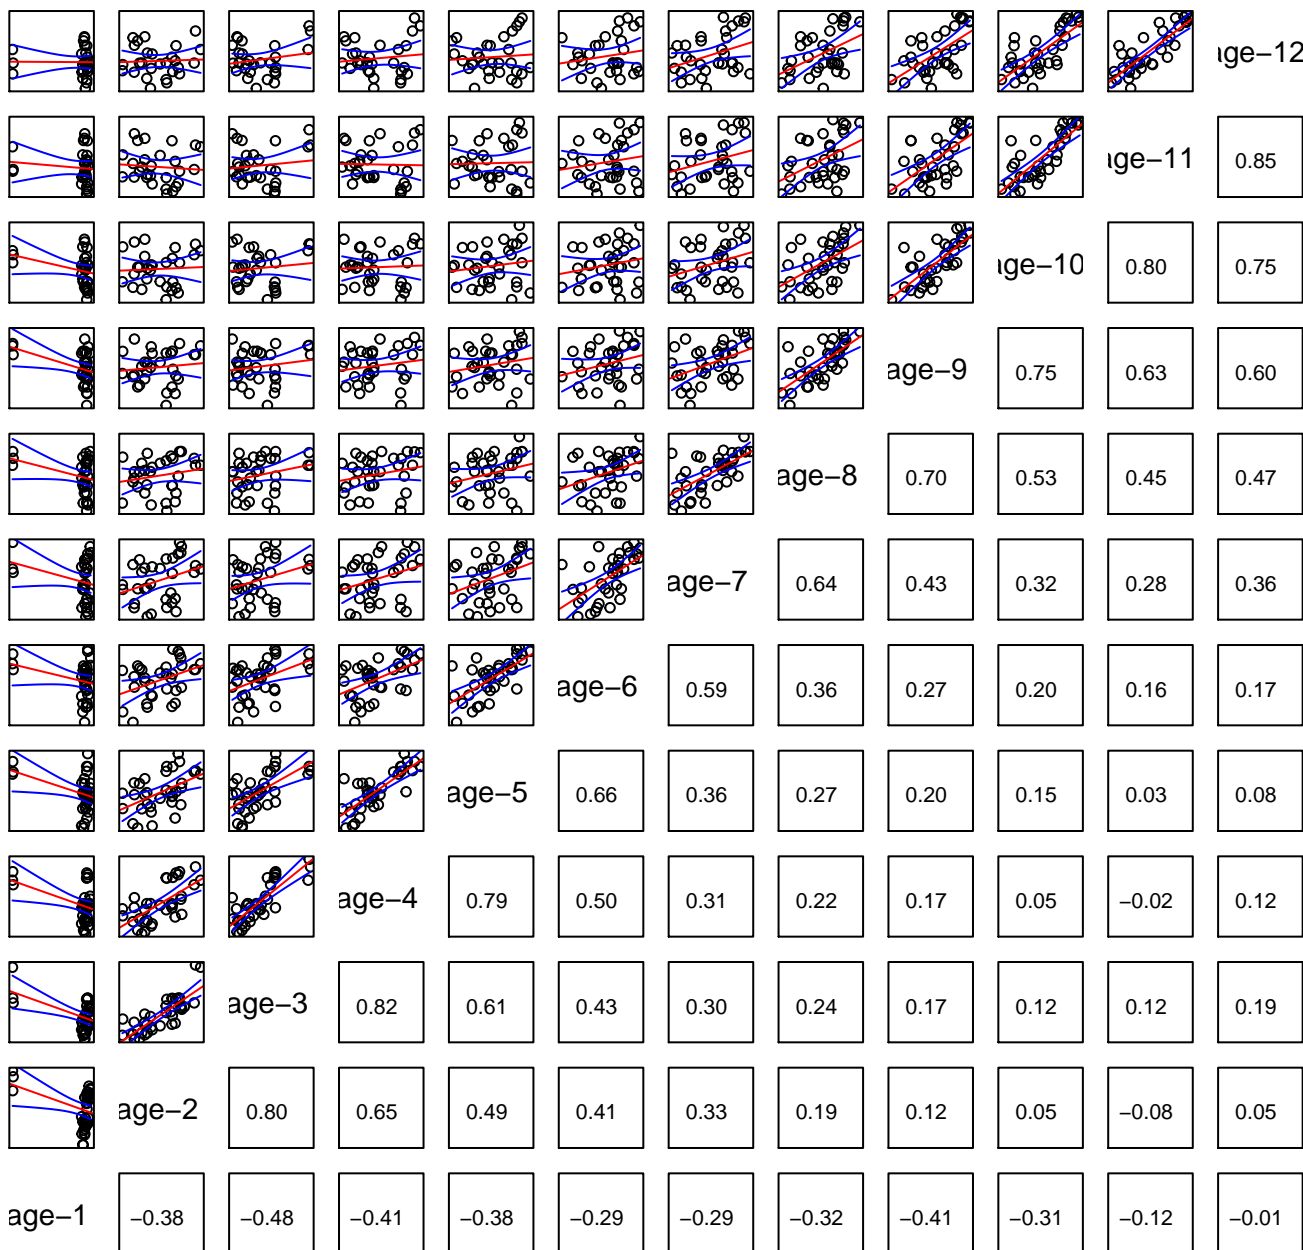 age−12
age−11 0.85
age−10 0.80 0.75
age−9 0.75 0.63 0.60
age−8 0.70 0.53 0.45 0.47
age−7 0.64 0.43 0.32 0.28 0.36
age−6 0.59 0.36 0.27 0.20 0.16 0.17
age−5 0.66 0.36 0.27 0.20 0.15 0.03 0.08
age−4 0.79 0.50 0.31 0.22 0.17 0.05 −0.02 0.12
age−3 0.82 0.61 0.43 0.30 0.24 0.17 0.12 0.12 0.19
age−2 0.80 0.65 0.49 0.41 0.33 0.19 0.12 0.05 −0.08 0.05
age−1 −0.38 −0.48 −0.41 −0.38 −0.29 −0.29 −0.32 −0.41 −0.31 −0.12 −0.01